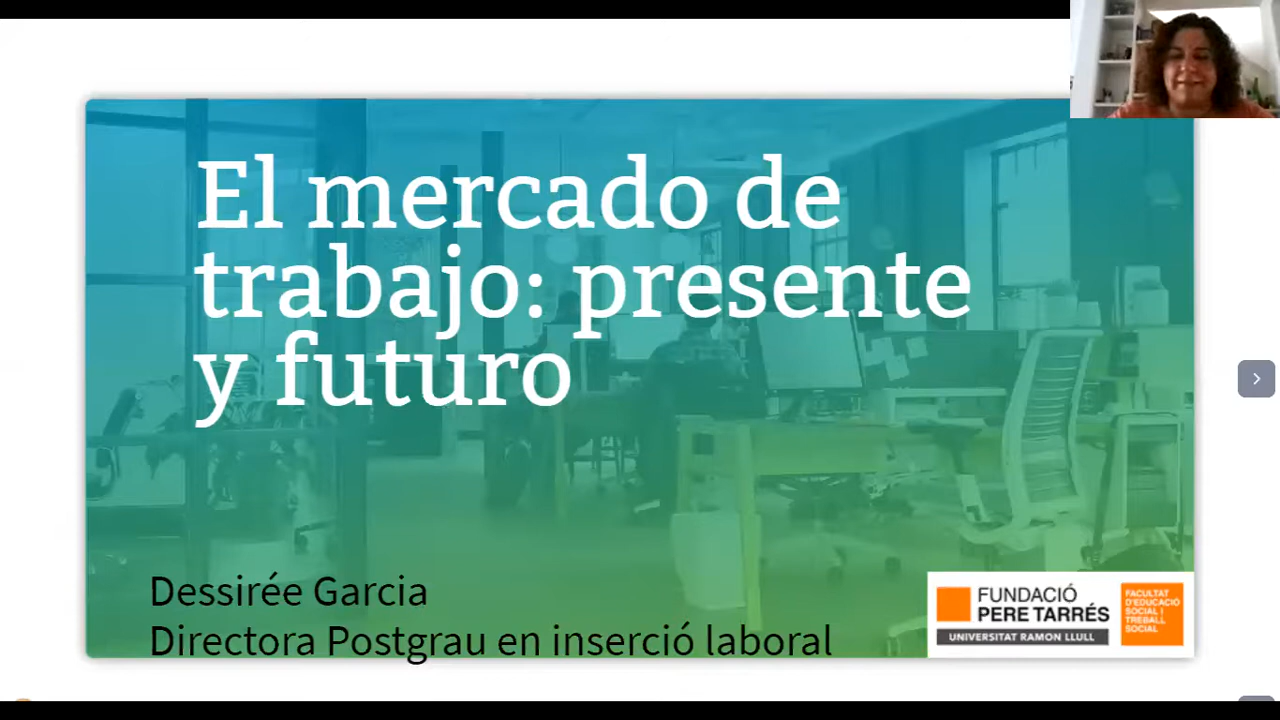 El mercado de
trabajo: presente
y futuro
Dessirée Garcia
Directora Postgrau en inserció laboral
FUNDACIÓ
PERE TARRÉS
UNIVERSITAT RAMON LLULL
FACULTAT
D'EDUCACIÓ
SOCIAL I
TREBALL
SOCIAL